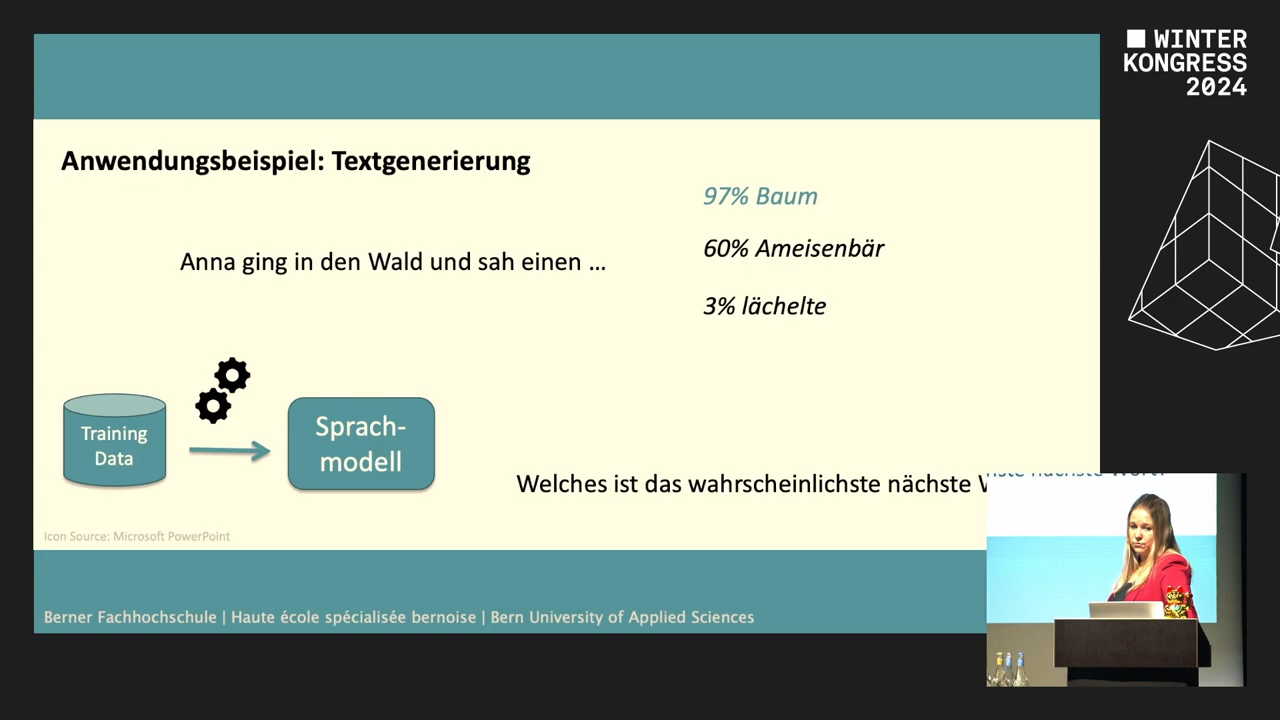 WINTER
KONGRESS
2024
Anwendungsbeispiel: Textgenerierung
97% Baum
Anna ging in den Wald und sah einen ...
60% Ameisenbär
3% lächelte
Training
Data
Sprach-
modell
Welches ist das wahrscheinlichste nächste
nächste
Icon Source: Microsoft PowerPoint
Berner Fachhochschule | Haute école spécialisée bernoise | Bern University of Applied Sciences